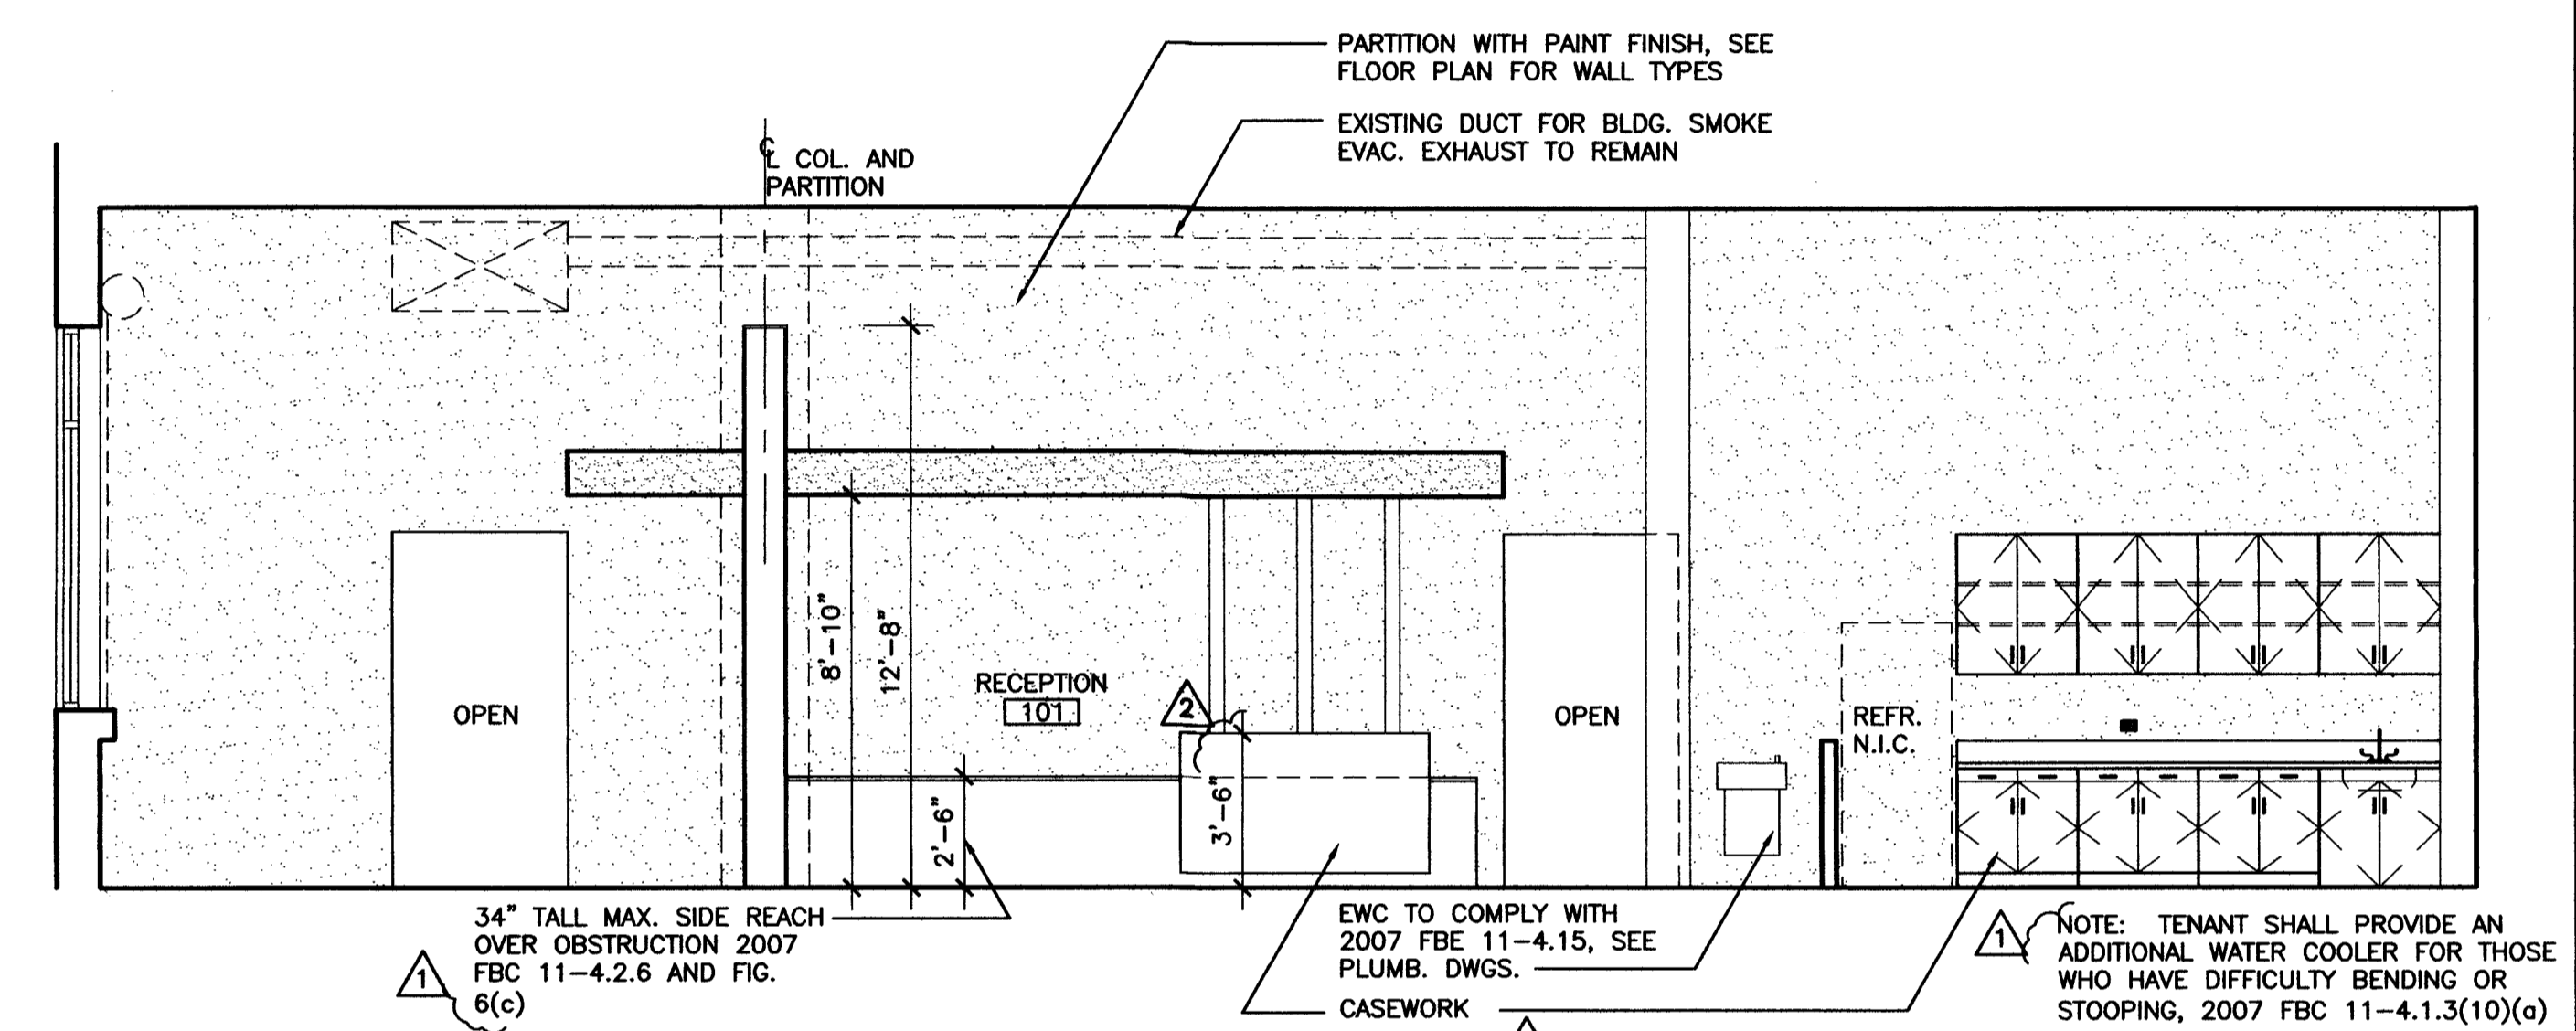 PARTITION WITH PAINT FINISH, SEE
FLOOR PLAN FOR WALL TYPES
EXISTING DUCT FOR BLDG. SMOKE
EVAC. EXHAUST TO REMAIN
℄ COL. AND
PARTITION
8'-10"
12'-8"
RECEPTION
101
2
OPEN
OPEN
REFR.
N.I.C.
2'-6"
3'-6"
34" TALL MAX. SIDE REACH
OVER OBSTRUCTION 2007
FBC 11-4.2.6 AND FIG.
6(c)
1
EWC TO COMPLY WITH
2007 FBE 11-4.15, SEE
PLUMB. DWGS.
CASEWORK
1
NOTE: TENANT SHALL PROVIDE AN
ADDITIONAL WATER COOLER FOR THOSE
WHO HAVE DIFFICULTY BENDING OR
STOOPING, 2007 FBC 11-4.1.3(10)(a)